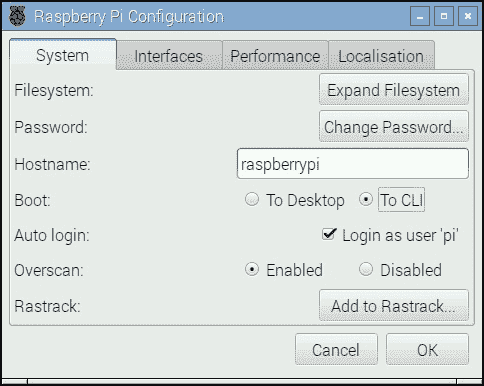 Raspberry Pi Configuration
System Interfaces Performance Localisation
Filesystem: Expand Filesystem
Password: Change Password...
Hostname: raspberrypi
Boot: To Desktop To CLI
Auto login: Login as user 'pi'
Overscan: Enabled Disabled
Rastrack: Add to Rastrack...
Cancel OK